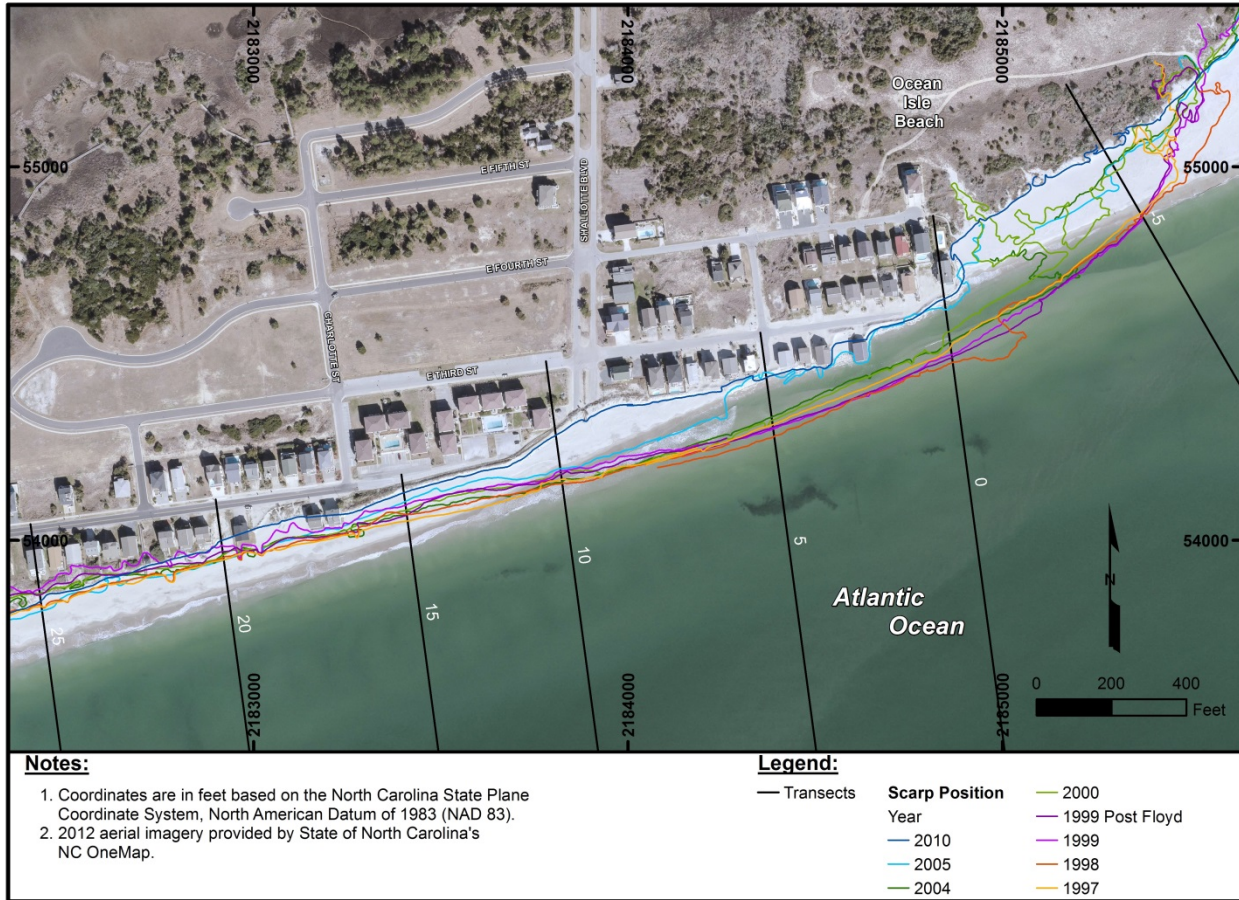 2183000
2184000
2185000
Ocean
Isle
Beach
55000
55000
E FIFTH ST
SHALLOTTE BLVD
E FOURTH ST
CHARLOTTE ST
E THIRD ST
-5
0
5
10
15
20
25
54000
54000
Atlantic
Ocean
N
2183000
2184000
2185000
0 200 400
Feet
Notes:
1. Coordinates are in feet based on the North Carolina State Plane
Coordinate System, North American Datum of 1983 (NAD 83).
2. 2012 aerial imagery provided by State of North Carolina's
NC OneMap.
Legend:
Transects
Scarp Position
Year
2010
2005
2004
2000
1999 Post Floyd
1999
1998
1997